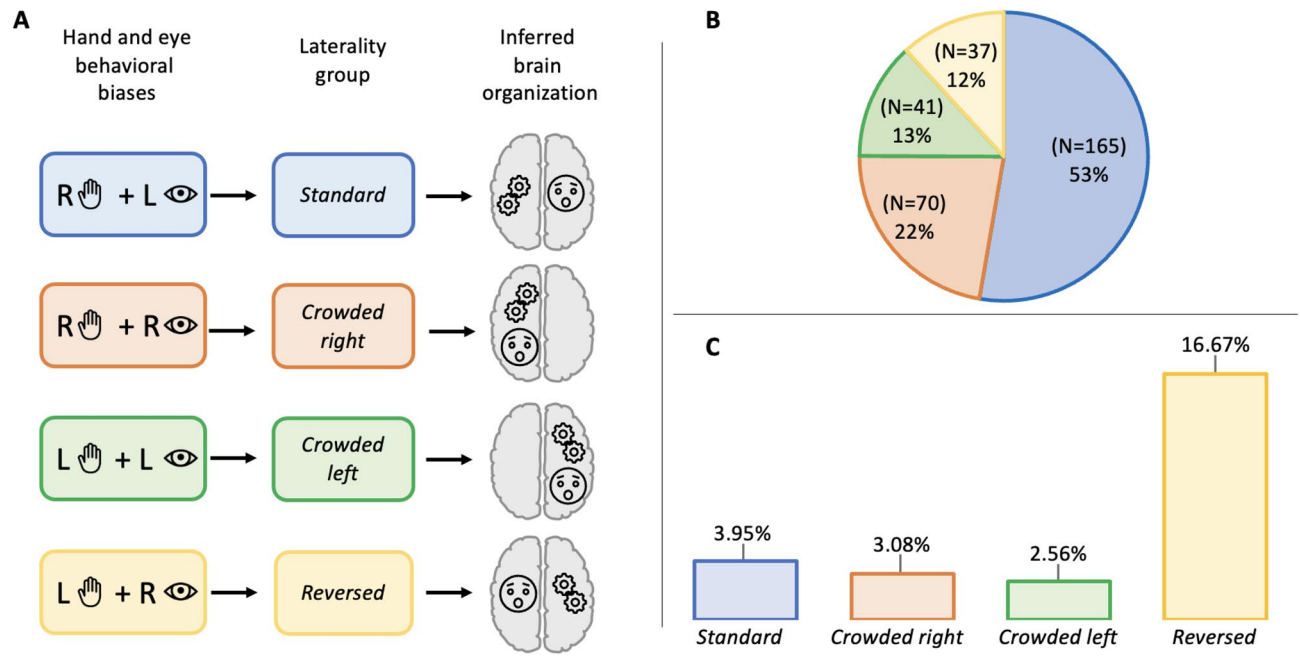 A
Hand and eye
behavioral
biases
Laterality
group
Inferred
brain
organization
R + L
Standard
R + R
Crowded
right
L + L
Crowded
left
L + R
Reversed
B
(N=37)
12%
(N=41)
13%
(N=165)
53%
(N=70)
22%
C
3.95%
3.08%
2.56%
16.67%
Standard
Crowded right
Crowded left
Reversed